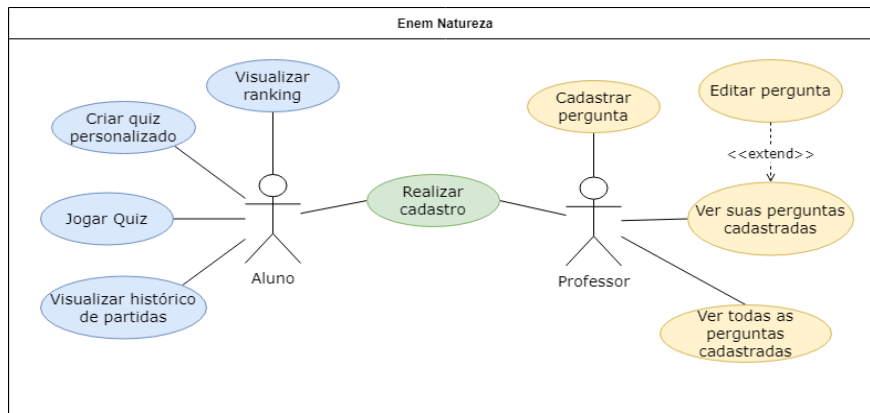 Enem Natureza
Visualizar
ranking
Criar quiz
personalizado
Jogar Quiz
Visualizar histórico
de partidas
Aluno
Realizar
cadastro
Cadastrar
pergunta
Editar pergunta
<<extend>>
Ver suas perguntas
cadastradas
Professor
Ver todas as
perguntas
cadastradas